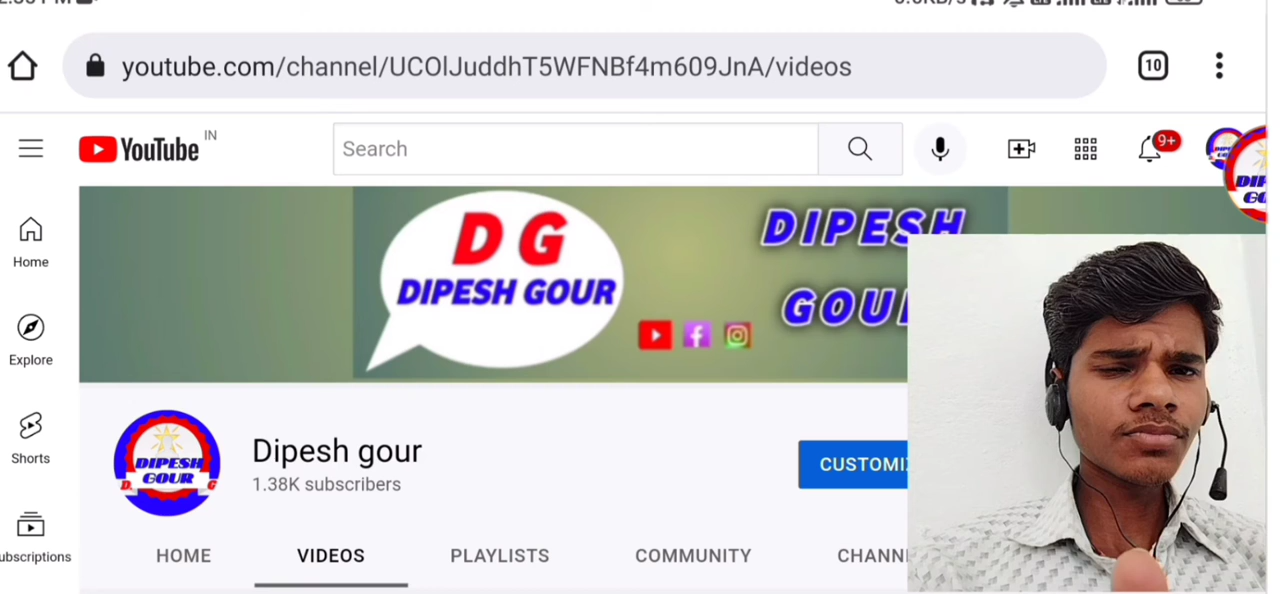 youtube.com/channel/UCOlJuddhT5WFNBf4m609JnA/videos
10
YouTube
IN
Search
9+
Home
Explore
Shorts
ubscriptions
D G
DIPESH GOUR
DIPESH
GOU
DIPESH
GOUR
D.
G
Dipesh gour
1.38K subscribers
CUSTOMI
HOME
VIDEOS
PLAYLISTS
COMMUNITY
CHANN